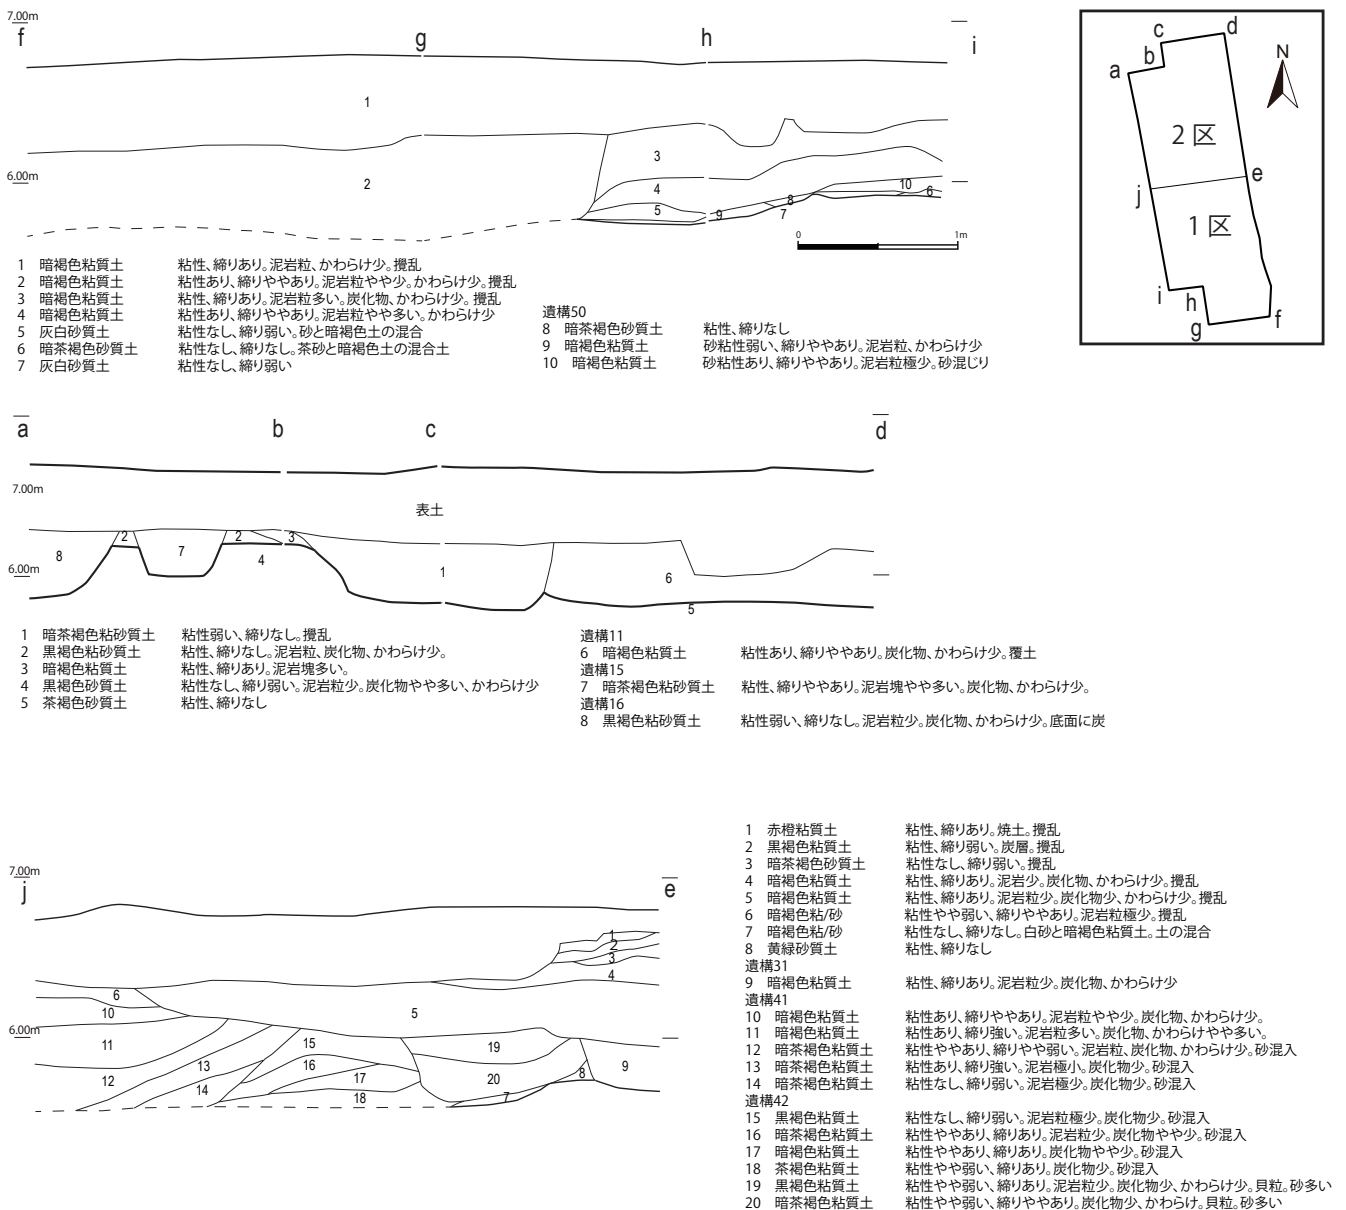 7.00m
f g h i
1
2
3
4
5
6
7
8
9
10
6.00m
0 1m
a b c d e f g h i j
N
2区
1区
1 暗褐色粘質土 粘性、締りあり。泥岩粒、かわらけ少。攪乱
2 暗褐色粘質土 粘性あり、締りややあり。泥岩粒やや少。かわらけ少。攪乱
3 暗褐色粘質土 粘性、締りあり。泥岩粒多い。炭化物、かわらけ少。攪乱
4 暗褐色粘質土 粘性あり、締りややあり。泥岩粒やや多い。かわらけ少
5 灰白砂質土 粘性なし、締り弱い。砂と暗褐色土の混合
6 暗茶褐色砂質土 粘性なし、締りなし。茶砂と暗褐色土の混合土
7 灰白砂質土 粘性なし、締り弱い
遺構50
8 暗茶褐色砂質土 粘性、締りなし
9 暗褐色粘質土 砂粘性弱い、締りややあり。泥岩粒、かわらけ少
10 暗褐色粘質土 砂粘性あり、締りややあり。泥岩粒極少。砂混じり
a b c d
7.00m
表土
8
2
7
2
3
4
1
6
5
6.00m
1 暗茶褐色粘砂質土 粘性弱い、締りなし。攪乱
2 黒褐色粘砂質土 粘性、締りなし。泥岩粒、炭化物、かわらけ少。
3 暗褐色粘質土 粘性、締りあり。泥岩塊多い。
4 黒褐色砂質土 粘性なし、締り弱い。泥岩粒少。炭化物やや多い、かわらけ少
5 茶褐色砂質土 粘性、締りなし
遺構11
6 暗褐色粘質土 粘性あり、締りややあり。炭化物、かわらけ少。覆土
遺構15
7 暗茶褐色粘砂質土 粘性、締りややあり。泥岩塊やや多い。炭化物、かわらけ少。
遺構16
8 黒褐色粘砂質土 粘性弱い、締りなし。泥岩粒少。炭化物、かわらけ少。底面に炭
7.00m
j e
1
2
3
4
6
10
5
11
12
13
14
15
16
17
18
19
20
7
8
9
6.00m
1 赤橙粘質土 粘性、締りあり。焼土。攪乱
2 黒褐色粘質土 粘性、締り弱い。炭層。攪乱
3 暗茶褐色砂質土 粘性なし、締り弱い。攪乱
4 暗褐色粘質土 粘性、締りあり。泥岩少。炭化物、かわらけ少。攪乱
5 暗褐色粘質土 粘性、締りあり。泥岩粒少。炭化物少、かわらけ少。攪乱
6 暗褐色粘/砂 粘性やや弱い、締りややあり。泥岩粒極少。攪乱
7 暗褐色粘/砂 粘性なし、締りなし。白砂と暗褐色粘質土。土の混合
8 黄緑砂質土 粘性、締りなし
遺構31
9 暗褐色粘質土 粘性、締りあり。泥岩粒少。炭化物、かわらけ少
遺構41
10 暗褐色粘質土 粘性あり、締りややあり。泥岩粒やや少。炭化物、かわらけ少。
11 暗褐色粘質土 粘性あり、締り強い。泥岩粒多い。炭化物、かわらけやや多い。
12 暗茶褐色粘質土 粘性ややあり、締りやや弱い。泥岩粒、炭化物、かわらけ少。砂混入
13 暗茶褐色粘質土 粘性あり、締り強い。泥岩極小。炭化物少。砂混入
14 暗茶褐色粘質土 粘性なし、締り弱い。泥岩極少。炭化物少。砂混入
遺構42
15 黒褐色粘質土 粘性なし、締り弱い。泥岩粒極少。炭化物少。砂混入
16 暗茶褐色粘質土 粘性ややあり、締りあり。泥岩粒少。炭化物やや少。砂混入
17 暗褐色粘質土 粘性ややあり、締りあり。炭化物やや少。砂混入
18 茶褐色粘質土 粘性やや弱い、締りあり。炭化物少。砂混入
19 黒褐色粘質土 粘性やや弱い、締りあり。泥岩粒少。炭化物少、かわらけ少。貝粒。砂多い
20 暗茶褐色粘質土 粘性やや弱い、締りややあり。炭化物少、かわらけ。貝粒。砂多い